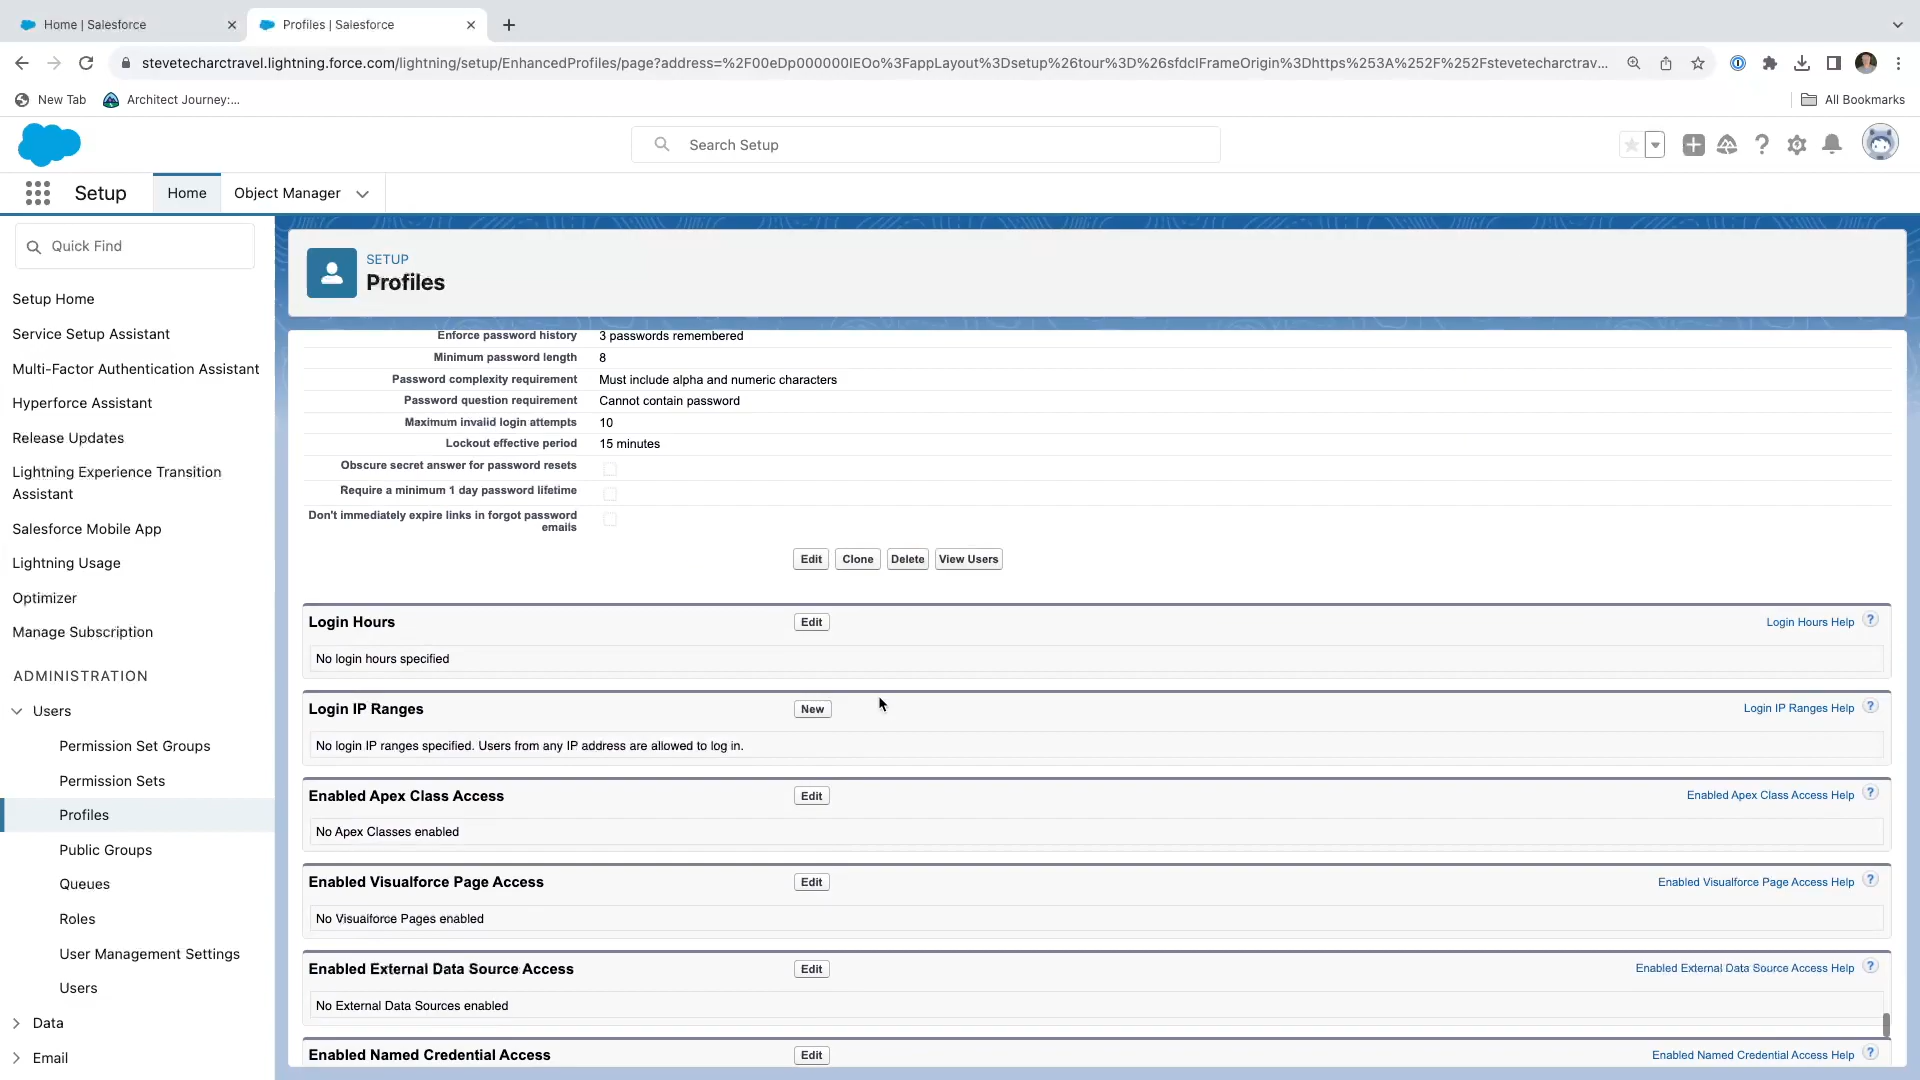 Home | Salesforce
Profiles | Salesforce
stevetecharctravel.lightning.force.com/lightning/setup/EnhancedProfiles/page?address=%2F00eDp000000IEOo%3FappLayout%3Dsetup%26tour%3D%26sfdcIFrameOrigin%3Dhttps%253A%252F%252Fstevetecharctrav...
New Tab
Architect Journey:...
All Bookmarks
Search Setup
Setup
Home
Object Manager
Quick Find
Setup Home
Service Setup Assistant
Multi-Factor Authentication Assistant
Hyperforce Assistant
Release Updates
Lightning Experience Transition
Assistant
Salesforce Mobile App
Lightning Usage
Optimizer
Manage Subscription
ADMINISTRATION
Users
Permission Set Groups
Permission Sets
Profiles
Public Groups
Queues
Roles
User Management Settings
Users
Data
Email
SETUP
Profiles
Enforce password history 3 passwords remembered
Minimum password length 8
Password complexity requirement Must include alpha and numeric characters
Password question requirement Cannot contain password
Maximum invalid login attempts 10
Lockout effective period 15 minutes
Obscure secret answer for password resets
Require a minimum 1 day password lifetime
Don't immediately expire links in forgot password
emails
Edit Clone Delete View Users
Login Hours Edit Login Hours Help ?
No login hours specified
Login IP Ranges New Login IP Ranges Help ?
No login IP ranges specified. Users from any IP address are allowed to log in.
Enabled Apex Class Access Edit Enabled Apex Class Access Help ?
No Apex Classes enabled
Enabled Visualforce Page Access Edit Enabled Visualforce Page Access Help ?
No Visualforce Pages enabled
Enabled External Data Source Access Edit Enabled External Data Source Access Help ?
No External Data Sources enabled
Enabled Named Credential Access Edit Enabled Named Credential Access Help ?